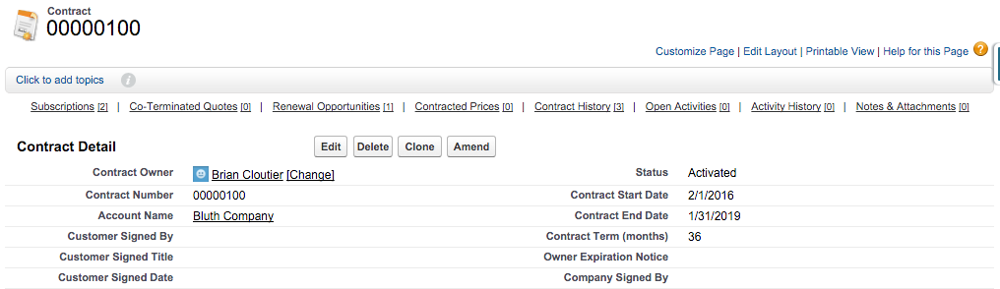 Contract
00000100
Customize Page | Edit Layout | Printable View | Help for this Page ?
Click to add topics i
Subscriptions [2] | Co-Terminated Quotes [0] | Renewal Opportunities [1] | Contracted Prices [0] | Contract History [3] | Open Activities [0] | Activity History [0] | Notes & Attachments [0]
Contract Detail Edit Delete Clone Amend
Contract Owner Brian Cloutier [Change] Status Activated
Contract Number 00000100 Contract Start Date 2/1/2016
Account Name Bluth Company Contract End Date 1/31/2019
Customer Signed By Contract Term (months) 36
Customer Signed Title Owner Expiration Notice
Customer Signed Date Company Signed By